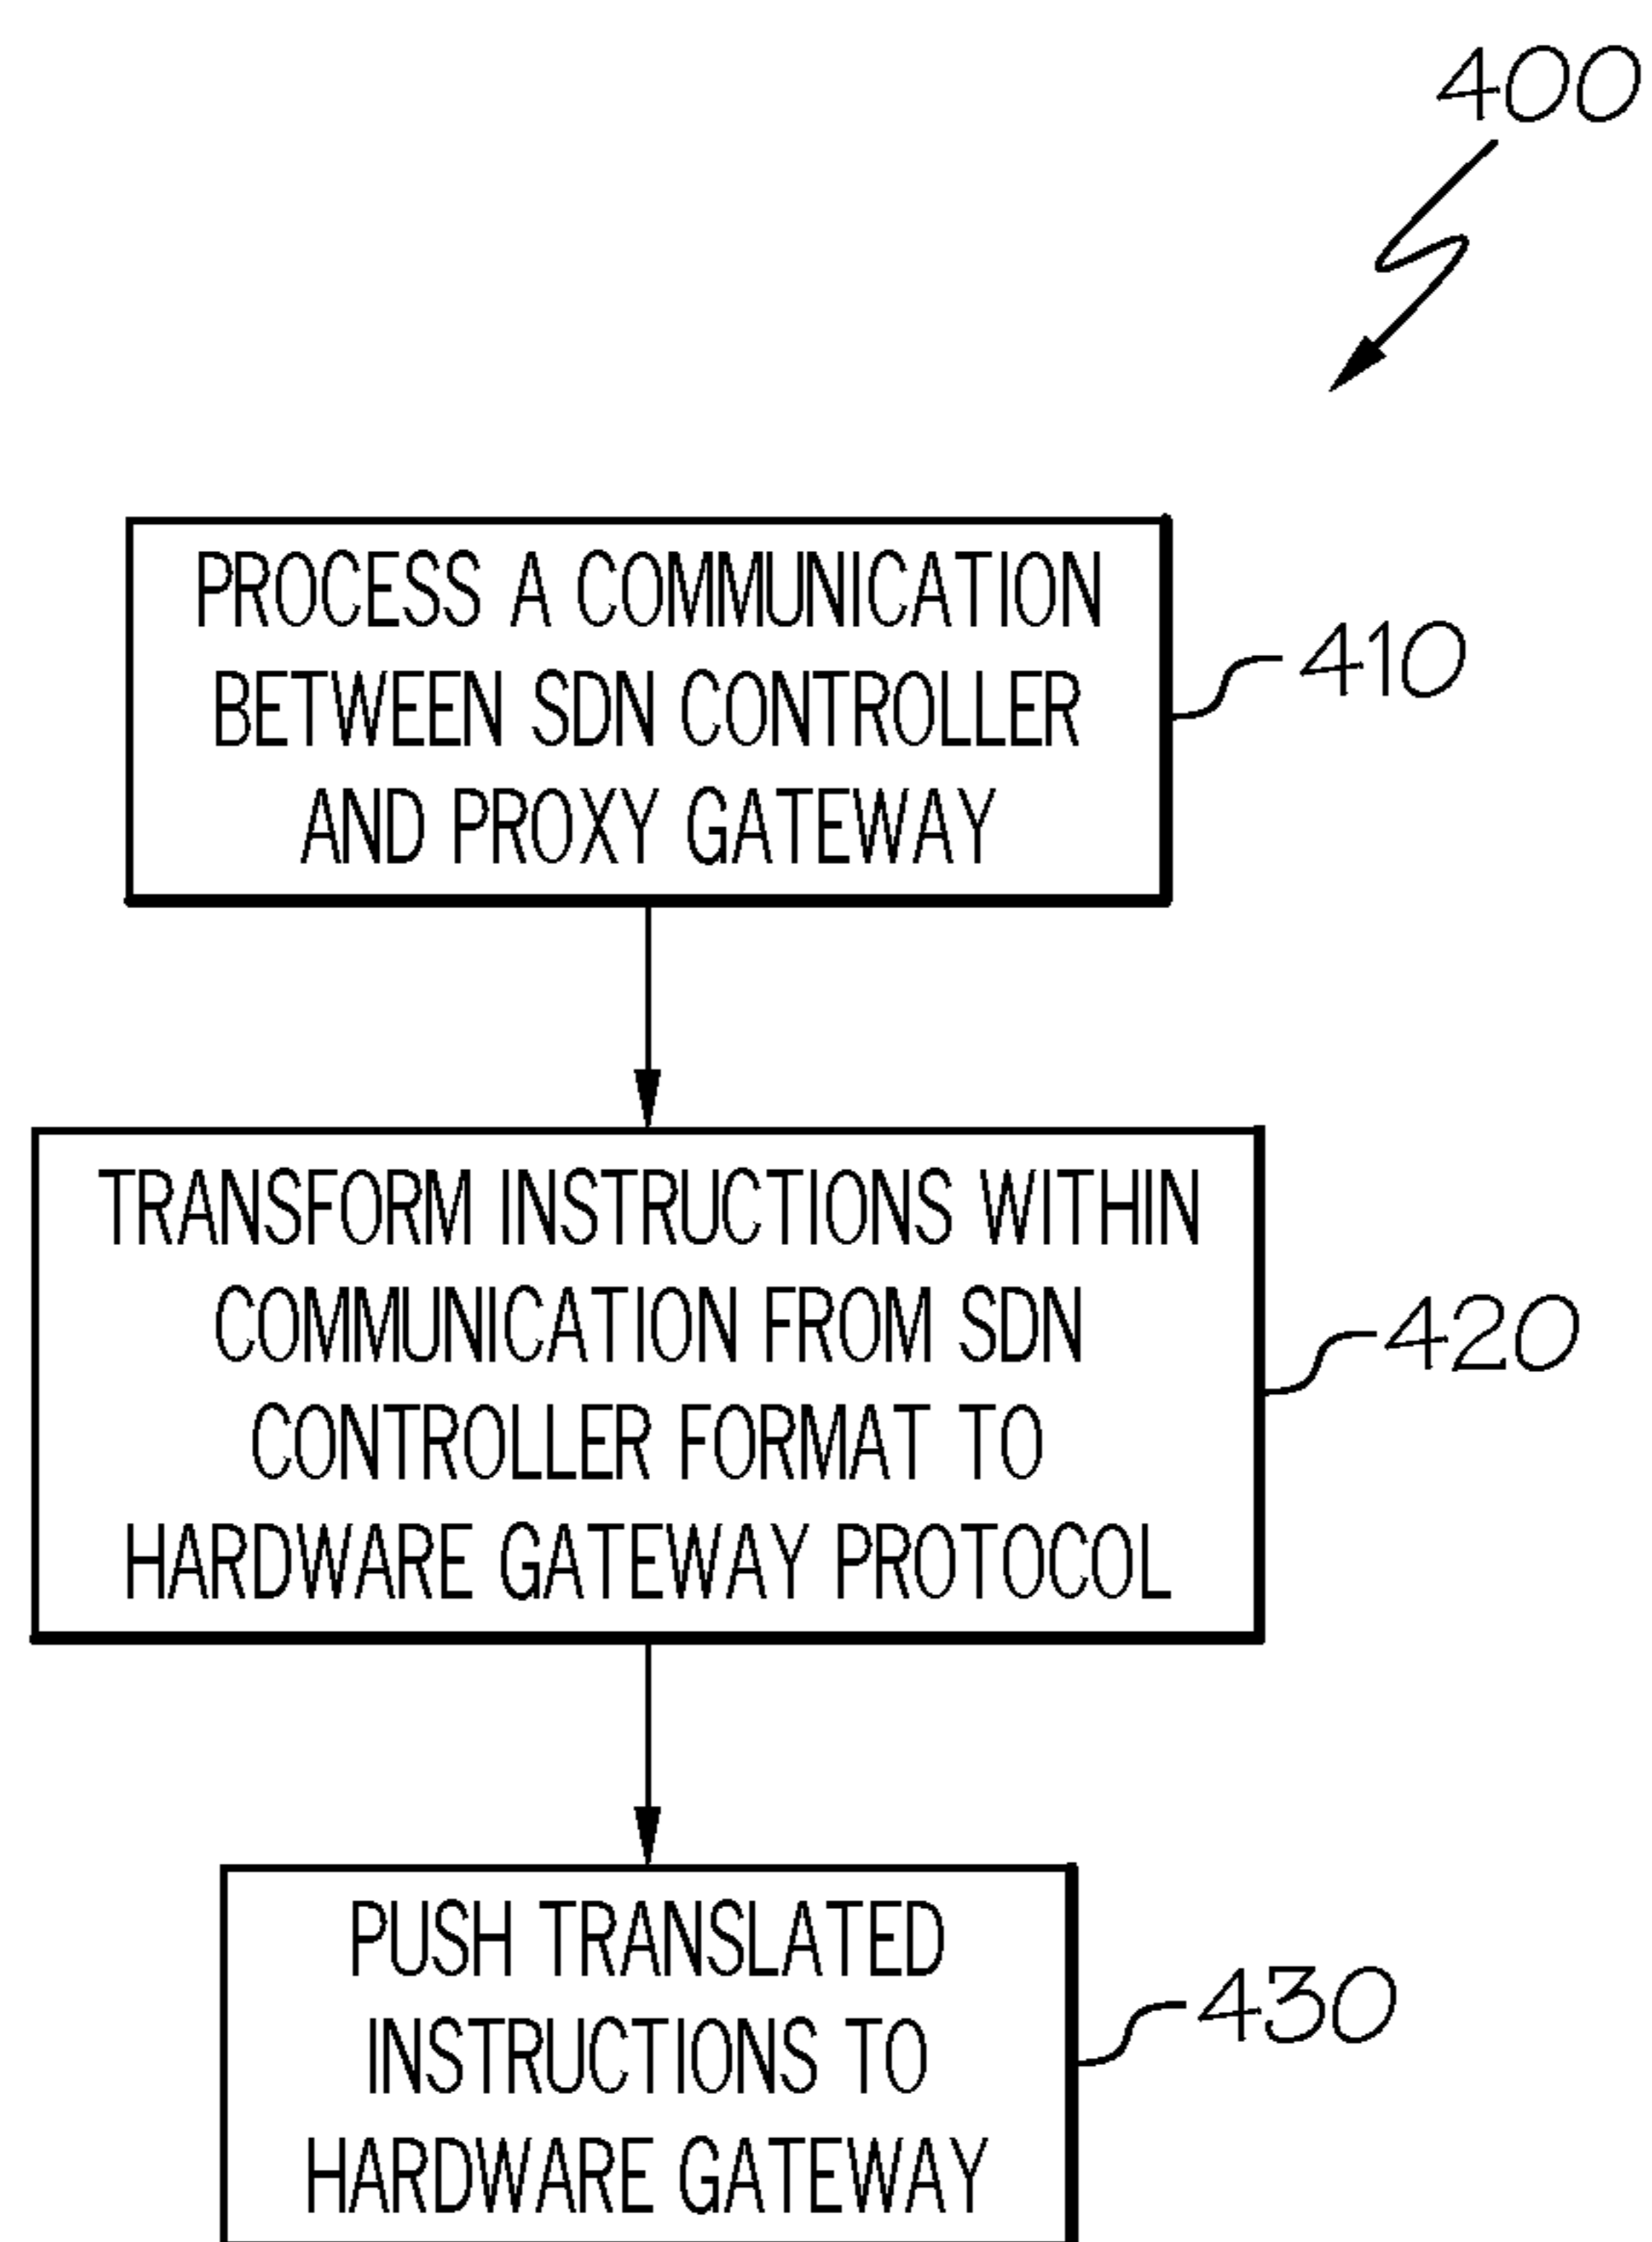 400
PROCESS A COMMUNICATION
BETWEEN SDN CONTROLLER
AND PROXY GATEWAY
410
TRANSFORM INSTRUCTIONS WITHIN
COMMUNICATION FROM SDN
CONTROLLER FORMAT TO
HARDWARE GATEWAY PROTOCOL
420
PUSH TRANSLATED
INSTRUCTIONS TO
HARDWARE GATEWAY
430